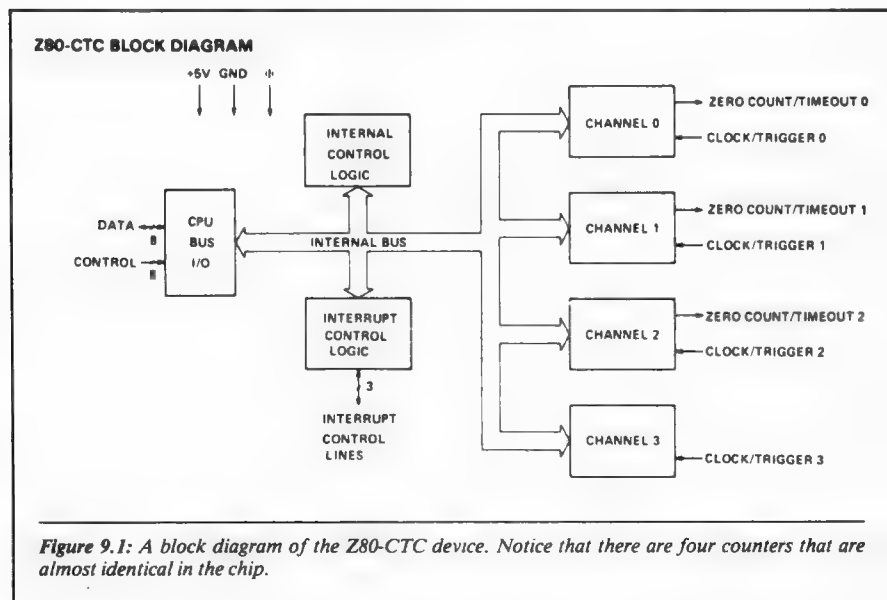 Z80-CTC BLOCK DIAGRAM
+5V GND Φ
INTERNAL
CONTROL
LOGIC
CHANNEL 0
ZERO COUNT/TIMEOUT 0
CLOCK/TRIGGER 0
DATA
8
CONTROL
CPU
BUS
I/O
INTERNAL BUS
CHANNEL 1
ZERO COUNT/TIMEOUT 1
CLOCK/TRIGGER 1
INTERRUPT
CONTROL
LOGIC
3
INTERRUPT
CONTROL
LINES
CHANNEL 2
ZERO COUNT/TIMEOUT 2
CLOCK/TRIGGER 2
CHANNEL 3
CLOCK/TRIGGER 3
Figure 9.1: A block diagram of the Z80-CTC device. Notice that there are four counters that are
almost identical in the chip.